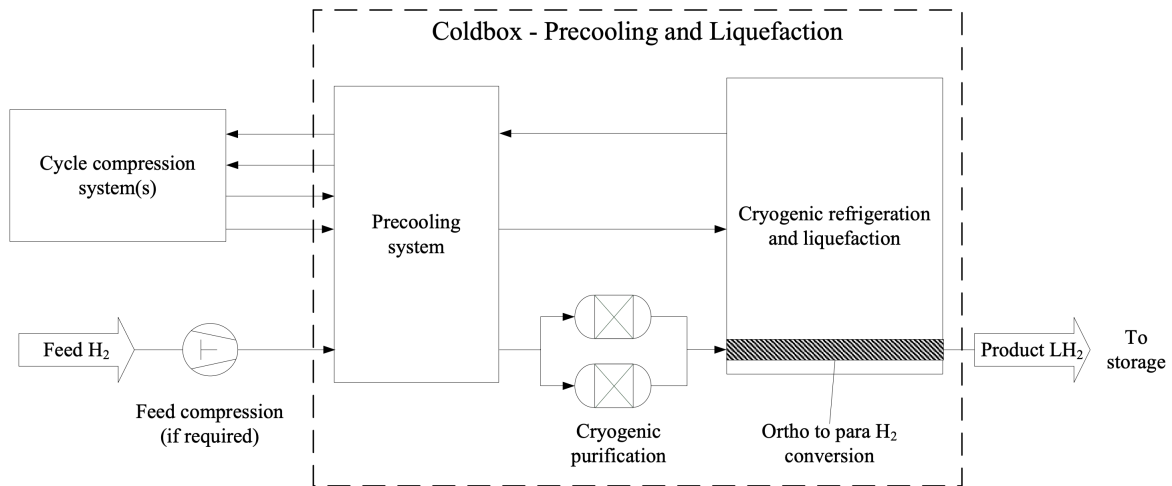 Coldbox - Precooling and Liquefaction
Cycle compression
system(s)
Precooling
system
Cryogenic refrigeration
and liquefaction
Feed H₂
Feed compression
(if required)
Cryogenic
purification
Ortho to para H₂
conversion
Product LH₂
To
storage